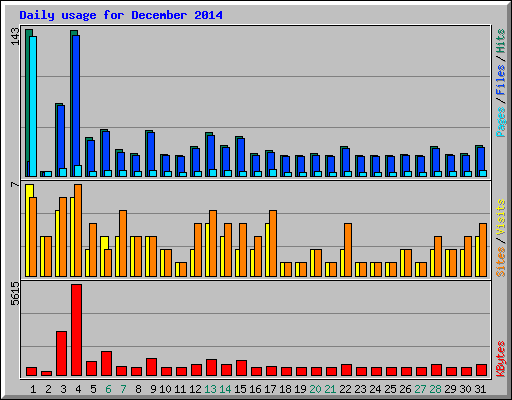 Daily usage for December 2014
143
Pages / Files / Hits
7
Sites / Visits
5615
KBytes
1 2 3 4 5 6 7 8 9 10 11 12 13 14 15 16 17 18 19 20 21 22 23 24 25 26 27 28 29 30 31